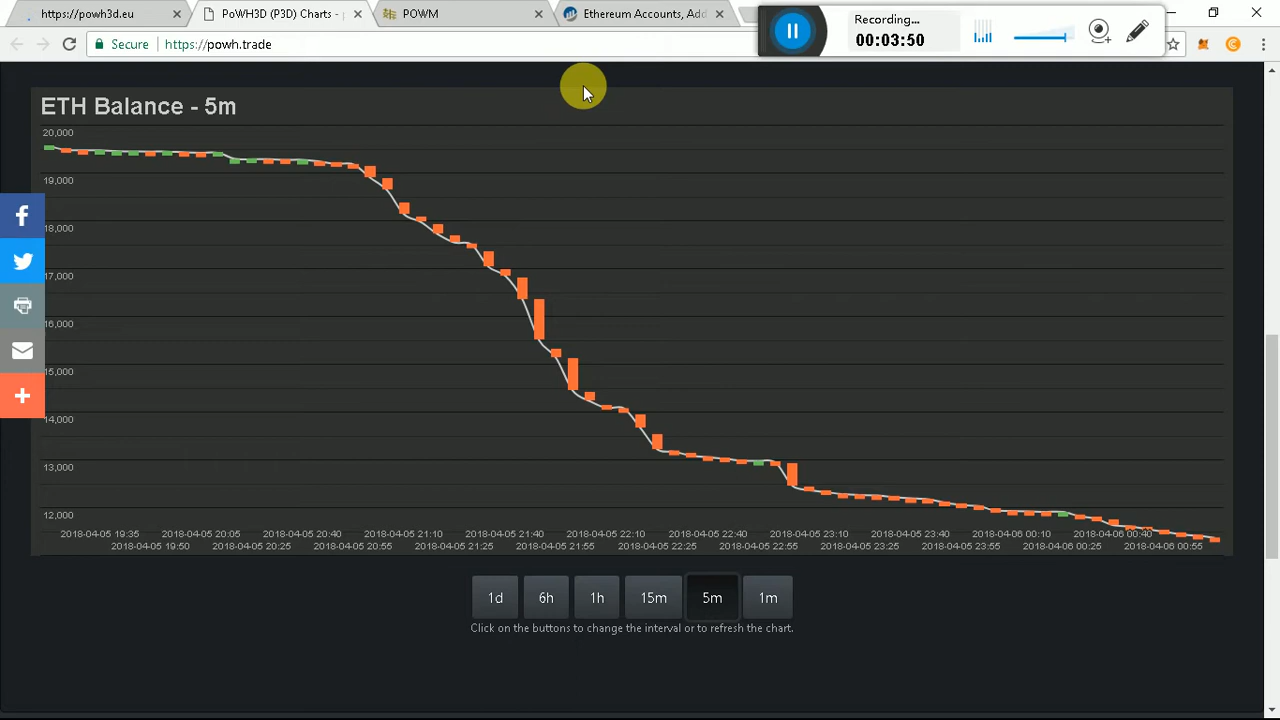 https://powh3d.eu
PoWH3D (P3D) Charts - p
POWM
Ethereum Accounts, Add
Recording...
00:03:50
Secure
https://powh.trade
ETH Balance - 5m
20,000
19,000
18,000
17,000
16,000
15,000
14,000
13,000
12,000
2018-04-05 19:35
2018-04-05 20:05
2018-04-05 20:40
2018-04-05 21:10
2018-04-05 21:40
2018-04-05 22:10
2018-04-05 22:40
2018-04-05 23:10
2018-04-05 23:40
2018-04-06 00:10
2018-04-06 00:40
2018-04-05 19:50
2018-04-05 20:25
2018-04-05 20:55
2018-04-05 21:25
2018-04-05 21:55
2018-04-05 22:25
2018-04-05 22:55
2018-04-05 23:25
2018-04-05 23:55
2018-04-06 00:25
2018-04-06 00:55
1d
6h
1h
15m
5m
1m
Click on the buttons to change the interval or to refresh the chart.